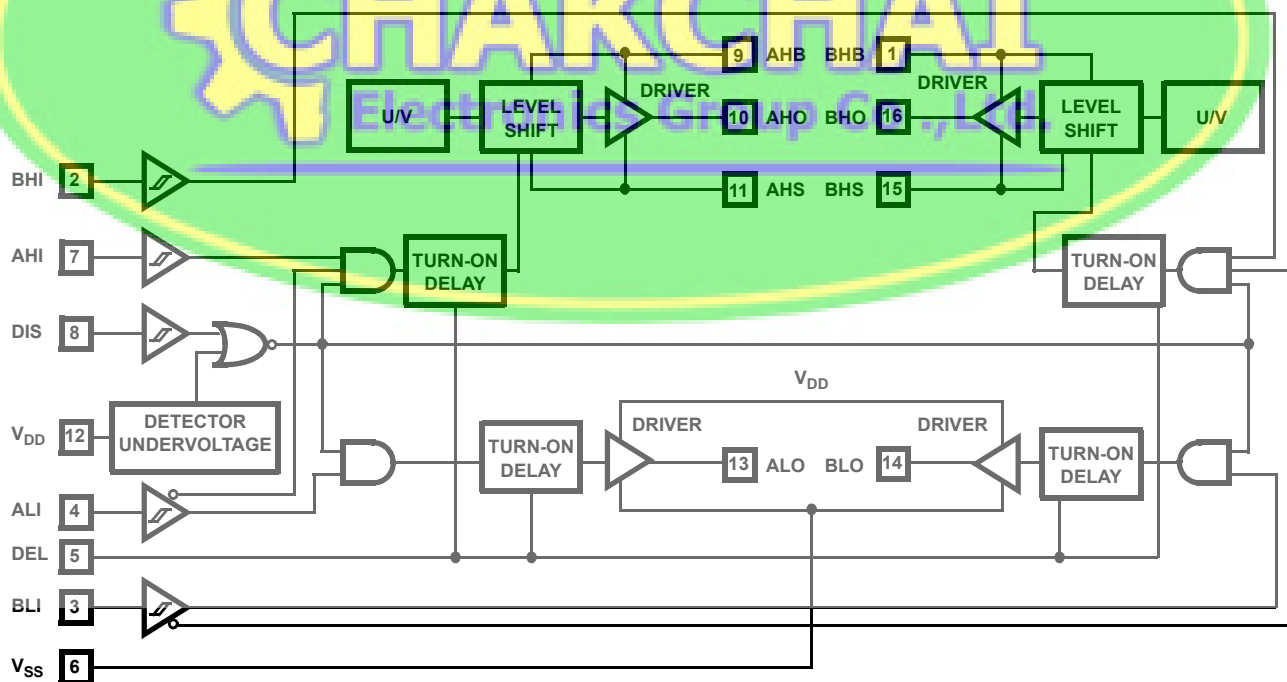 CHAKCHAI
Electronics Group Co.,Ltd.
9 AHB BHB 1
DRIVER DRIVER
U/V LEVEL SHIFT 10 AHO BHO 16 LEVEL SHIFT U/V
BHI 2
11 AHS BHS 15
AHI 7
TURN-ON DELAY TURN-ON DELAY
DIS 8
VDD
VDD 12 DETECTOR UNDERVOLTAGE
DRIVER DRIVER
TURN-ON DELAY 13 ALO BLO 14 TURN-ON DELAY
ALI 4
DEL 5
BLI 3
VSS 6